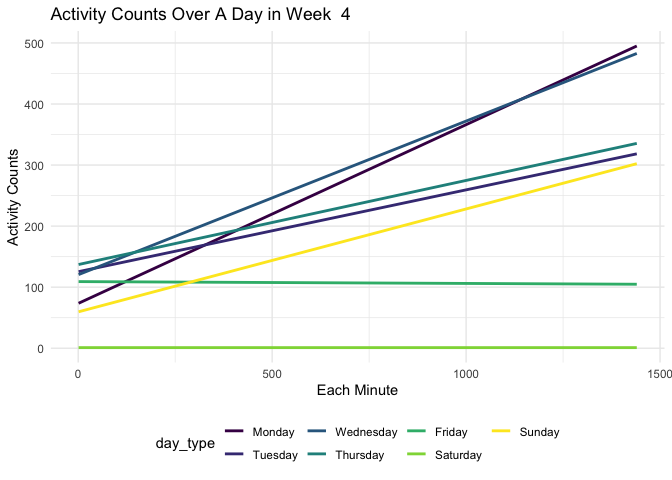 Activity Counts Over A Day in Week  4
500
400
300
200
100
0
Activity Counts
0 500 1000 1500
Each Minute
day_type
Monday Wednesday Friday Sunday
Tuesday Thursday Saturday